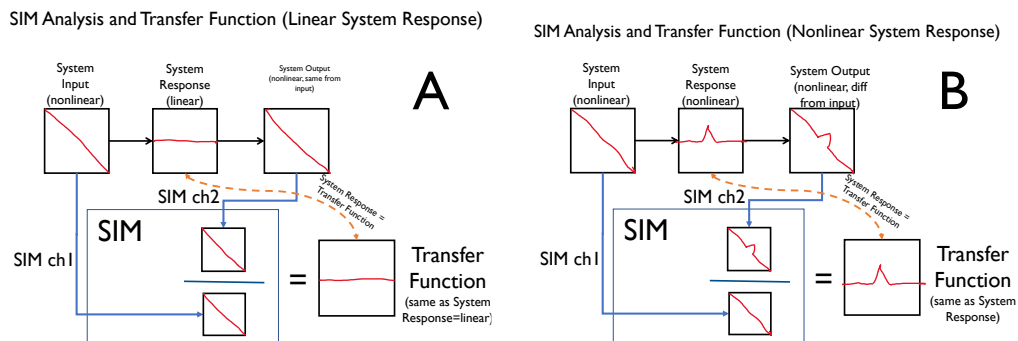 SIM Analysis and Transfer Function (Linear System Response)
System
Input
(nonlinear)
System
Response
(linear)
System Output
(nonlinear, same from
input)
A
SIM ch2
System Response =
Transfer Function
SIM
SIM ch1
=
Transfer
Function
(same as System
Response=linear)
SIM Analysis and Transfer Function (Nonlinear System Response)
System
Input
(nonlinear)
System
Response
(nonlinear)
System Output
(nonlinear, diff
from input)
B
SIM ch2
System Response =
Transfer Function
SIM
SIM ch1
=
Transfer
Function
(same as System
Response)